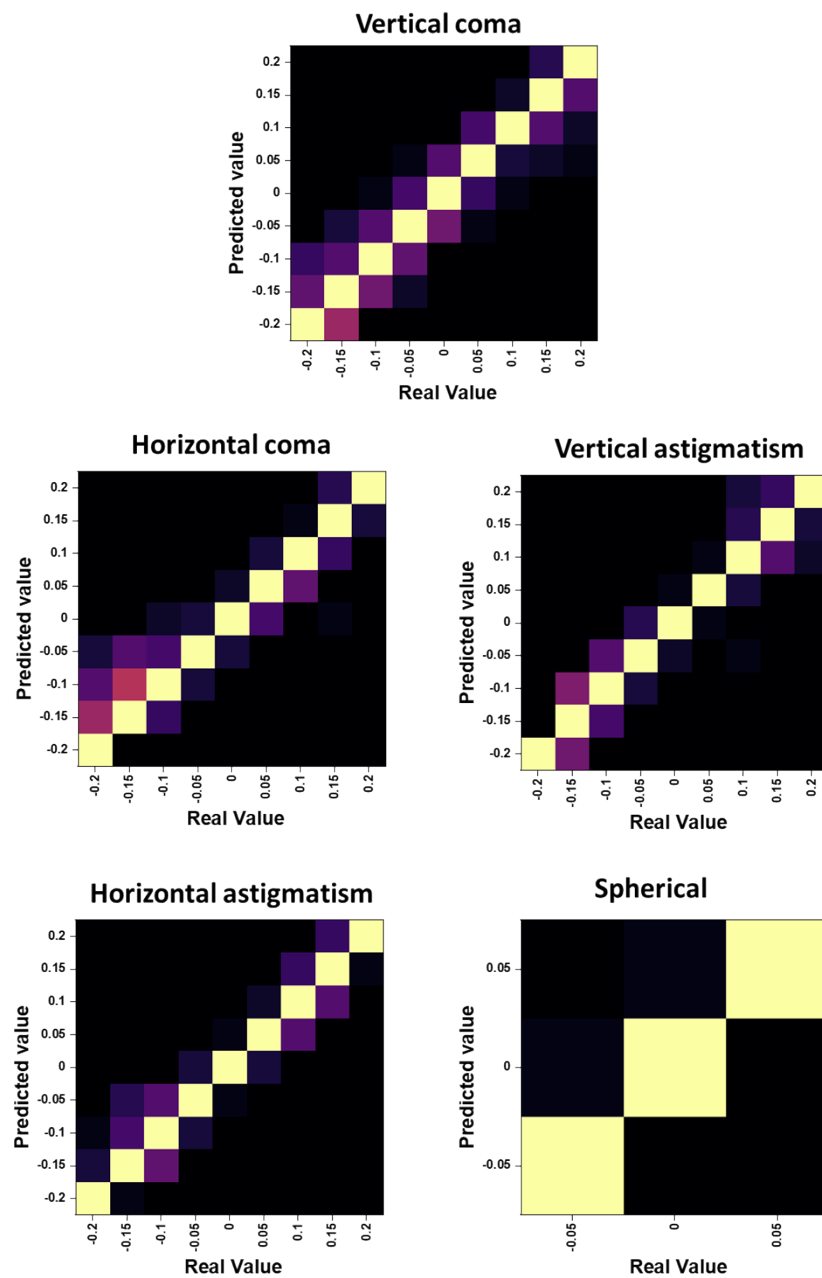 Vertical coma
0.2
0.15
0.1
0.05
0
-0.05
-0.1
-0.15
-0.2
Predicted value
-0.2 -0.15 -0.1 -0.05 0 0.05 0.1 0.15 0.2
Real Value
Horizontal coma
0.2
0.15
0.1
0.05
0
-0.05
-0.1
-0.15
-0.2
Predicted value
-0.2 -0.15 -0.1 -0.05 0 0.05 0.1 0.15 0.2
Real Value
Vertical astigmatism
0.2
0.15
0.1
0.05
0
-0.05
-0.1
-0.15
-0.2
Predicted value
-0.2 -0.15 -0.1 -0.05 0 0.05 0.1 0.15 0.2
Real Value
Horizontal astigmatism
0.2
0.15
0.1
0.05
0
-0.05
-0.1
-0.15
-0.2
Predicted value
-0.2 -0.15 -0.1 -0.05 0 0.05 0.1 0.15 0.2
Real Value
Spherical
0.05
0
-0.05
Predicted value
-0.05 0 0.05
Real Value